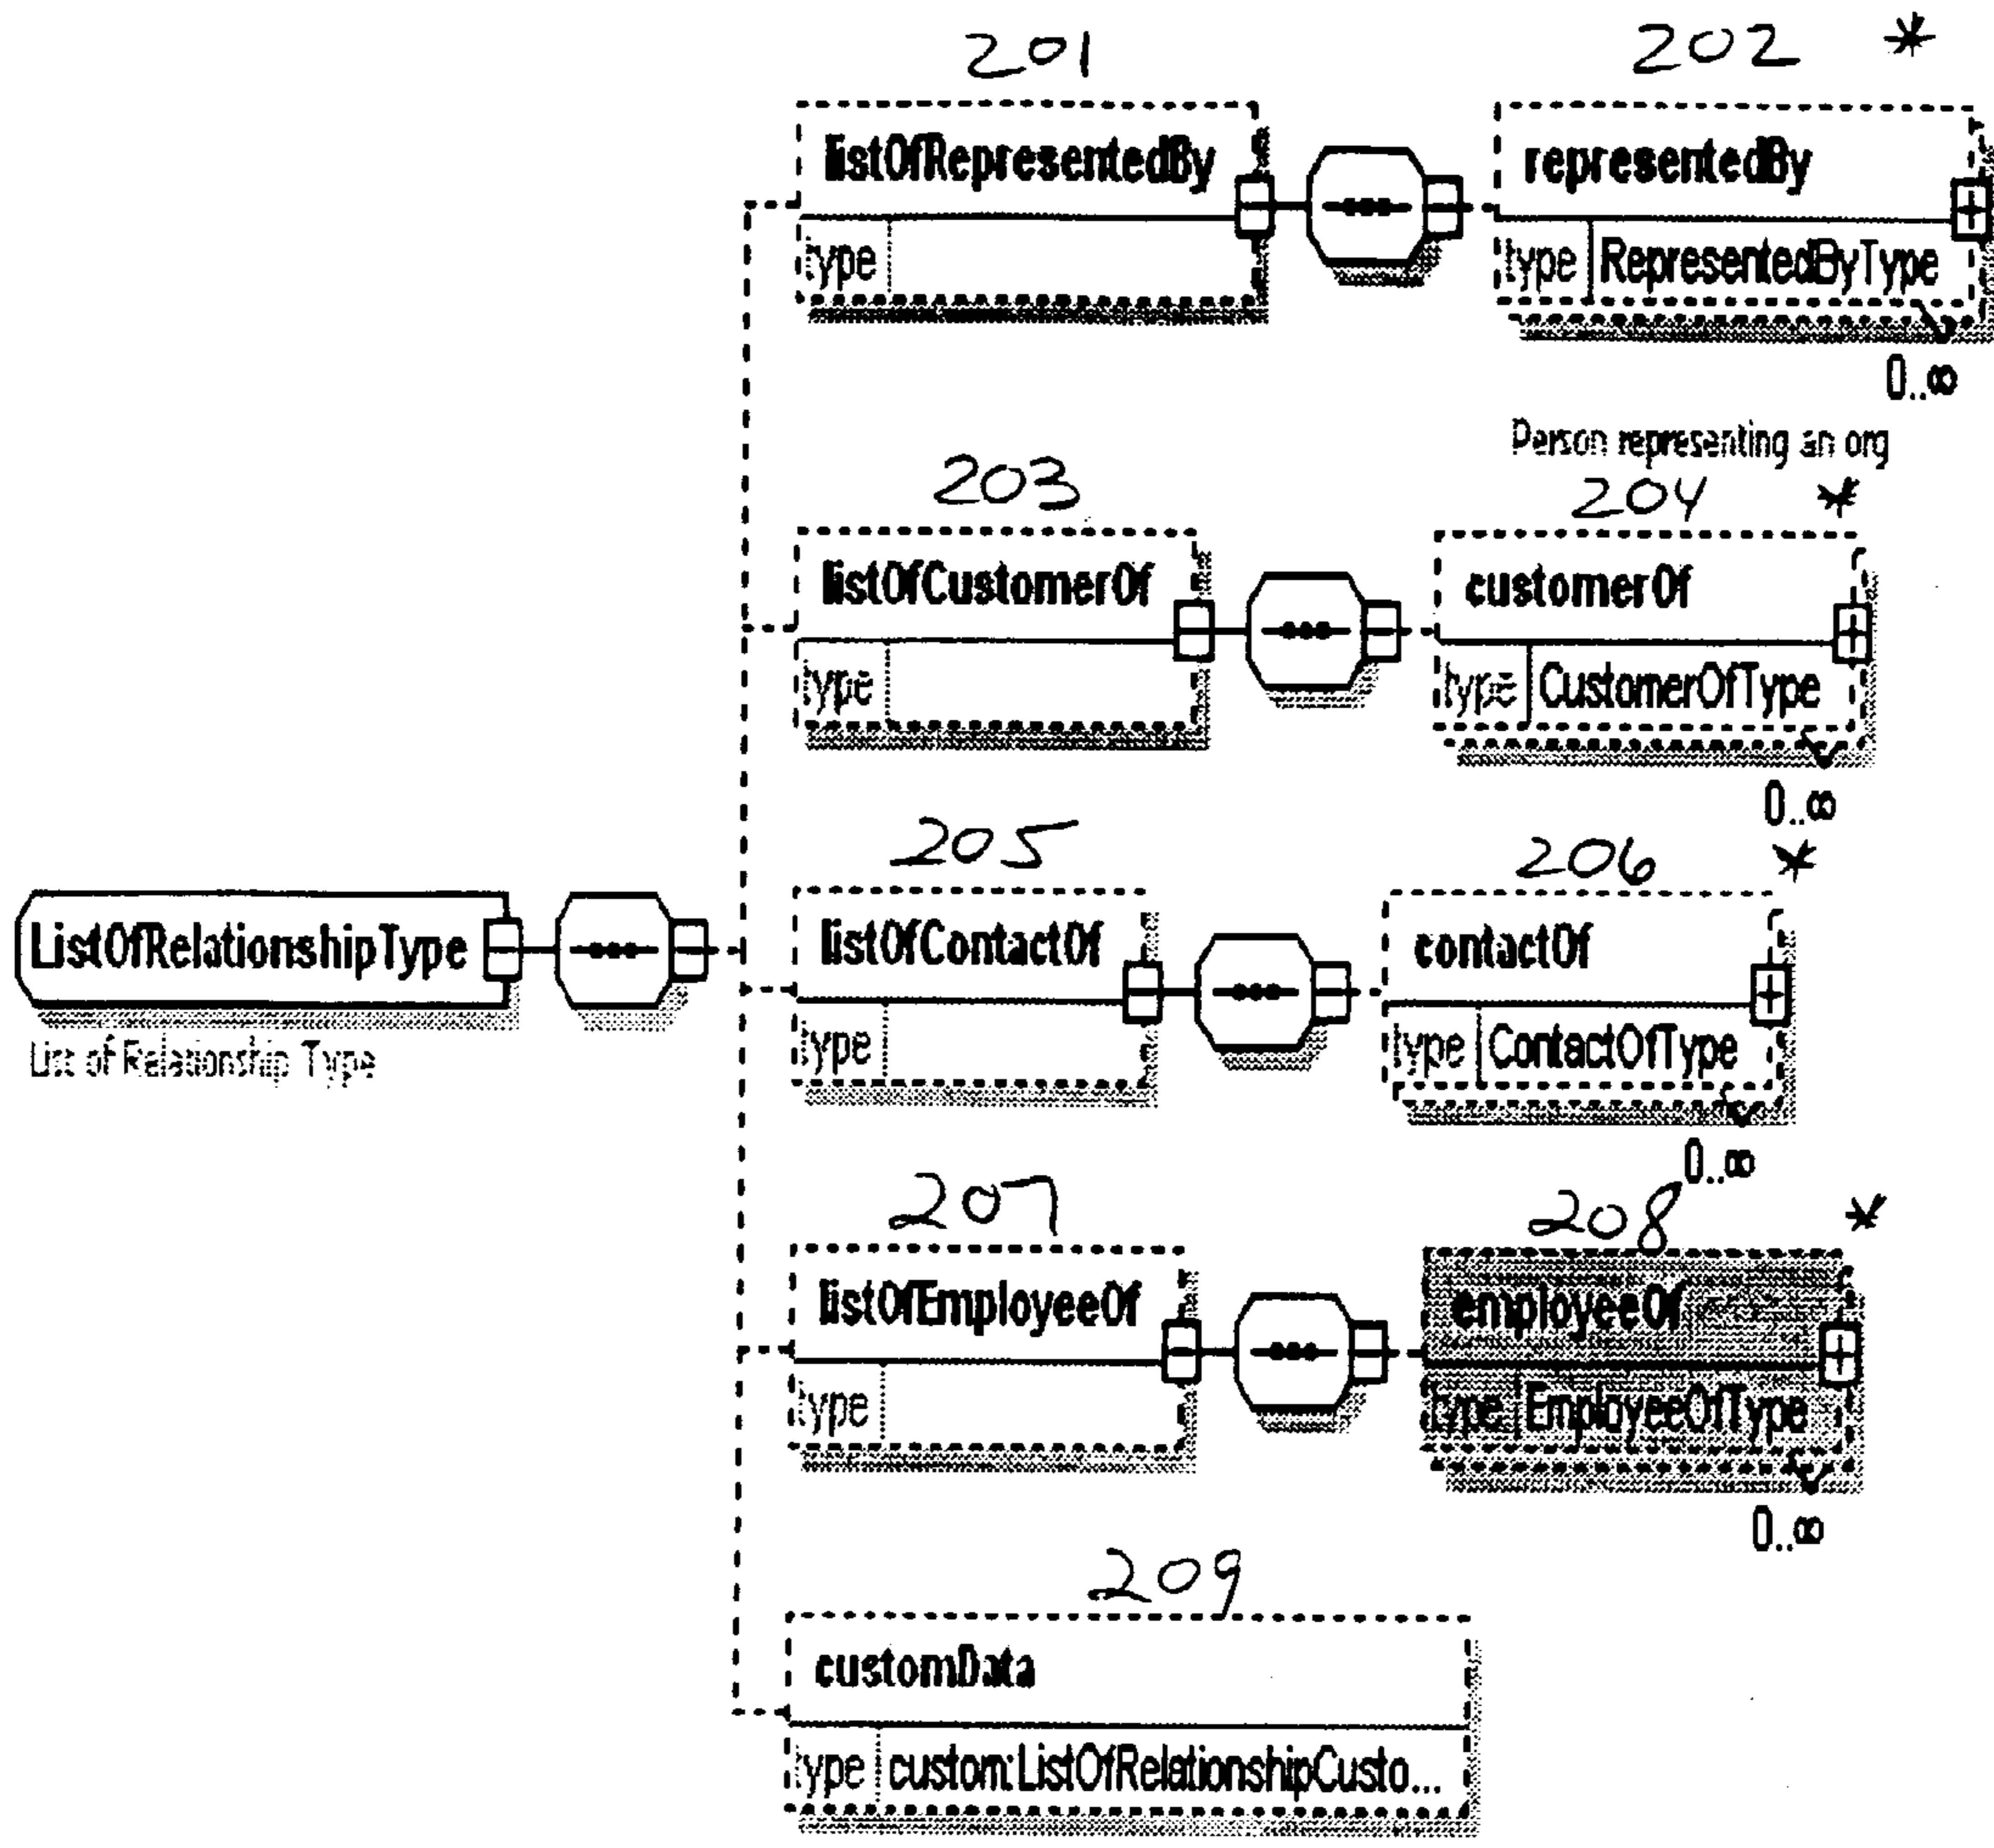 201
202 *
listOfRepresentedBy
type
representedBy
type RepresentedByType
0..∞
Person representing an org
203
204 *
listOfCustomerOf
type
customerOf
type CustomerOfType
0..∞
205
206 *
listOfContactOf
type
contactOf
type ContactOfType
0..∞
ListOfRelationshipType
List of Relationship Type
207
208 *
listOfEmployeeOf
type
employeeOf
type EmployeeOfType
0..∞
209
customData
type custom:ListOfRelationshipCusto...